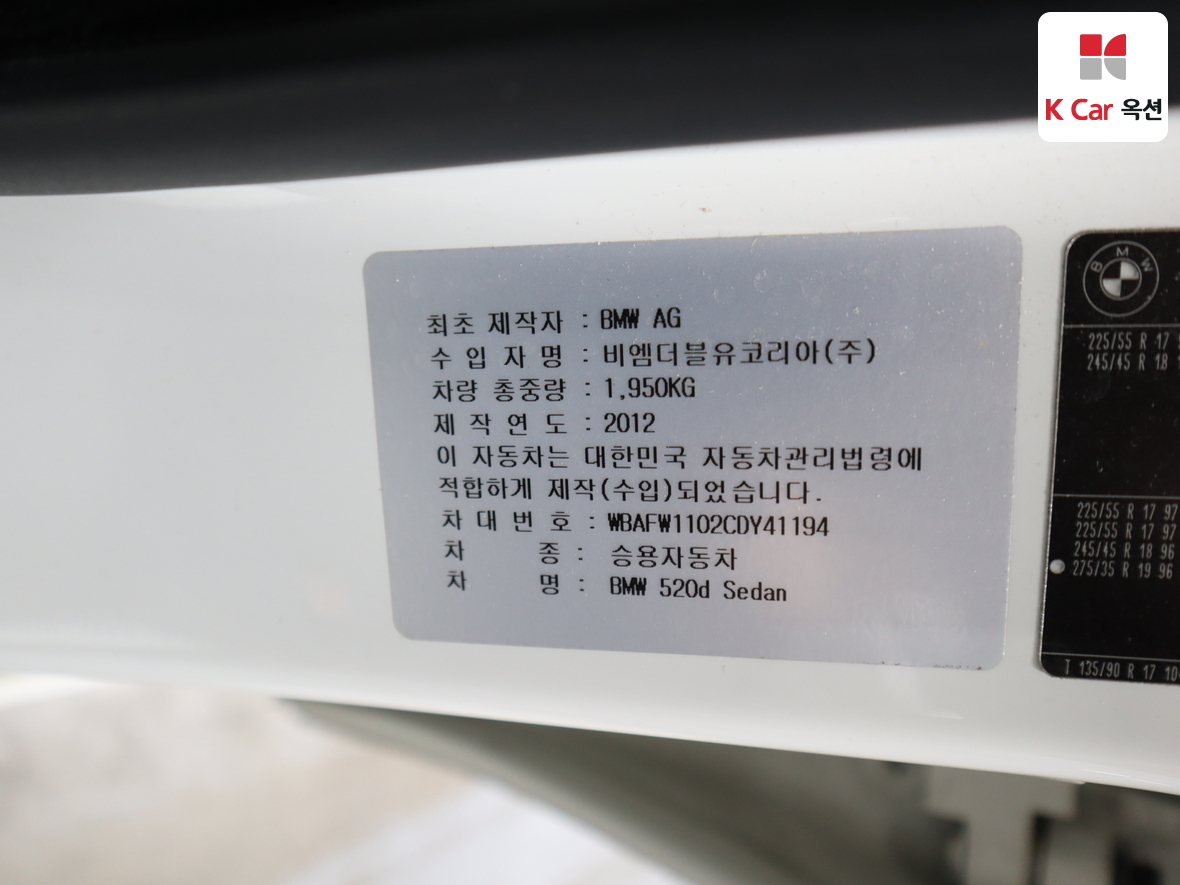 K Car 옥션
최초 제작자 : BMW AG
수 입 자 명 : 비엠더블유코리아(주)
차량 총중량 : 1,950KG
제 작 연 도 : 2012
이 자동차는 대한민국 자동차관리법령에
적합하게 제작(수입)되었습니다.
차 대 번 호 : WBAFW1102CDY41194
차 종 : 승용자동차
차 명 : BMW 520d Sedan
BMW
225/55 R 17
245/45 R 18
225/55 R 17 97
225/55 R 17 97
245/45 R 18 96
275/35 R 19 96
T 135/90 R 17